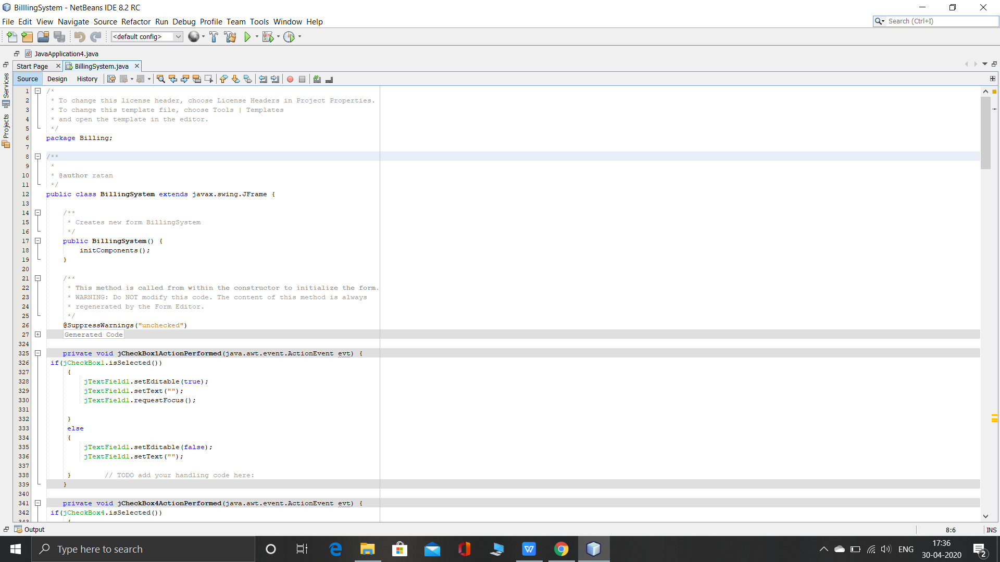 BilllingSystem - NetBeans IDE 8.2 RC
File Edit View Navigate Source Refactor Run Debug Profile Team Tools Window Help
Search (Ctrl+I)
<default config>
JavaApplication4.java
Start Page
BillingSystem.java
Source Design History
Services
Projects
1 /*
2 * To change this license header, choose License Headers in Project Properties.
3 * To change this template file, choose Tools | Templates
4 * and open the template in the editor.
5 */
6 package Billing;
7
8 /**
9 *
10 * @author ratan
11 */
12 public class BillingSystem extends javax.swing.JFrame {
13
14 /**
15 * Creates new form BillingSystem
16 */
17 public BillingSystem() {
18 initComponents();
19 }
20
21 /**
22 * This method is called from within the constructor to initialize the form.
23 * WARNING: Do NOT modify this code. The content of this method is always
24 * regenerated by the Form Editor.
25 */
26 @SuppressWarnings("unchecked")
27 Generated Code
324
325 private void jCheckBox1ActionPerformed(java.awt.event.ActionEvent evt) {
326 if(jCheckBox1.isSelected())
327 {
328 jTextField1.setEditable(true);
329 jTextField1.setText("");
330 jTextField1.requestFocus();
331
332 }
333 else
334 {
335 jTextField1.setEditable(false);
336 jTextField1.setText("");
337
338 } // TODO add your handling code here:
339 }
340
341 private void jCheckBox4ActionPerformed(java.awt.event.ActionEvent evt) {
342 if(jCheckBox4.isSelected())
343 {
Output
8:6 INS
Type here to search
ENG
17:36
30-04-2020
2